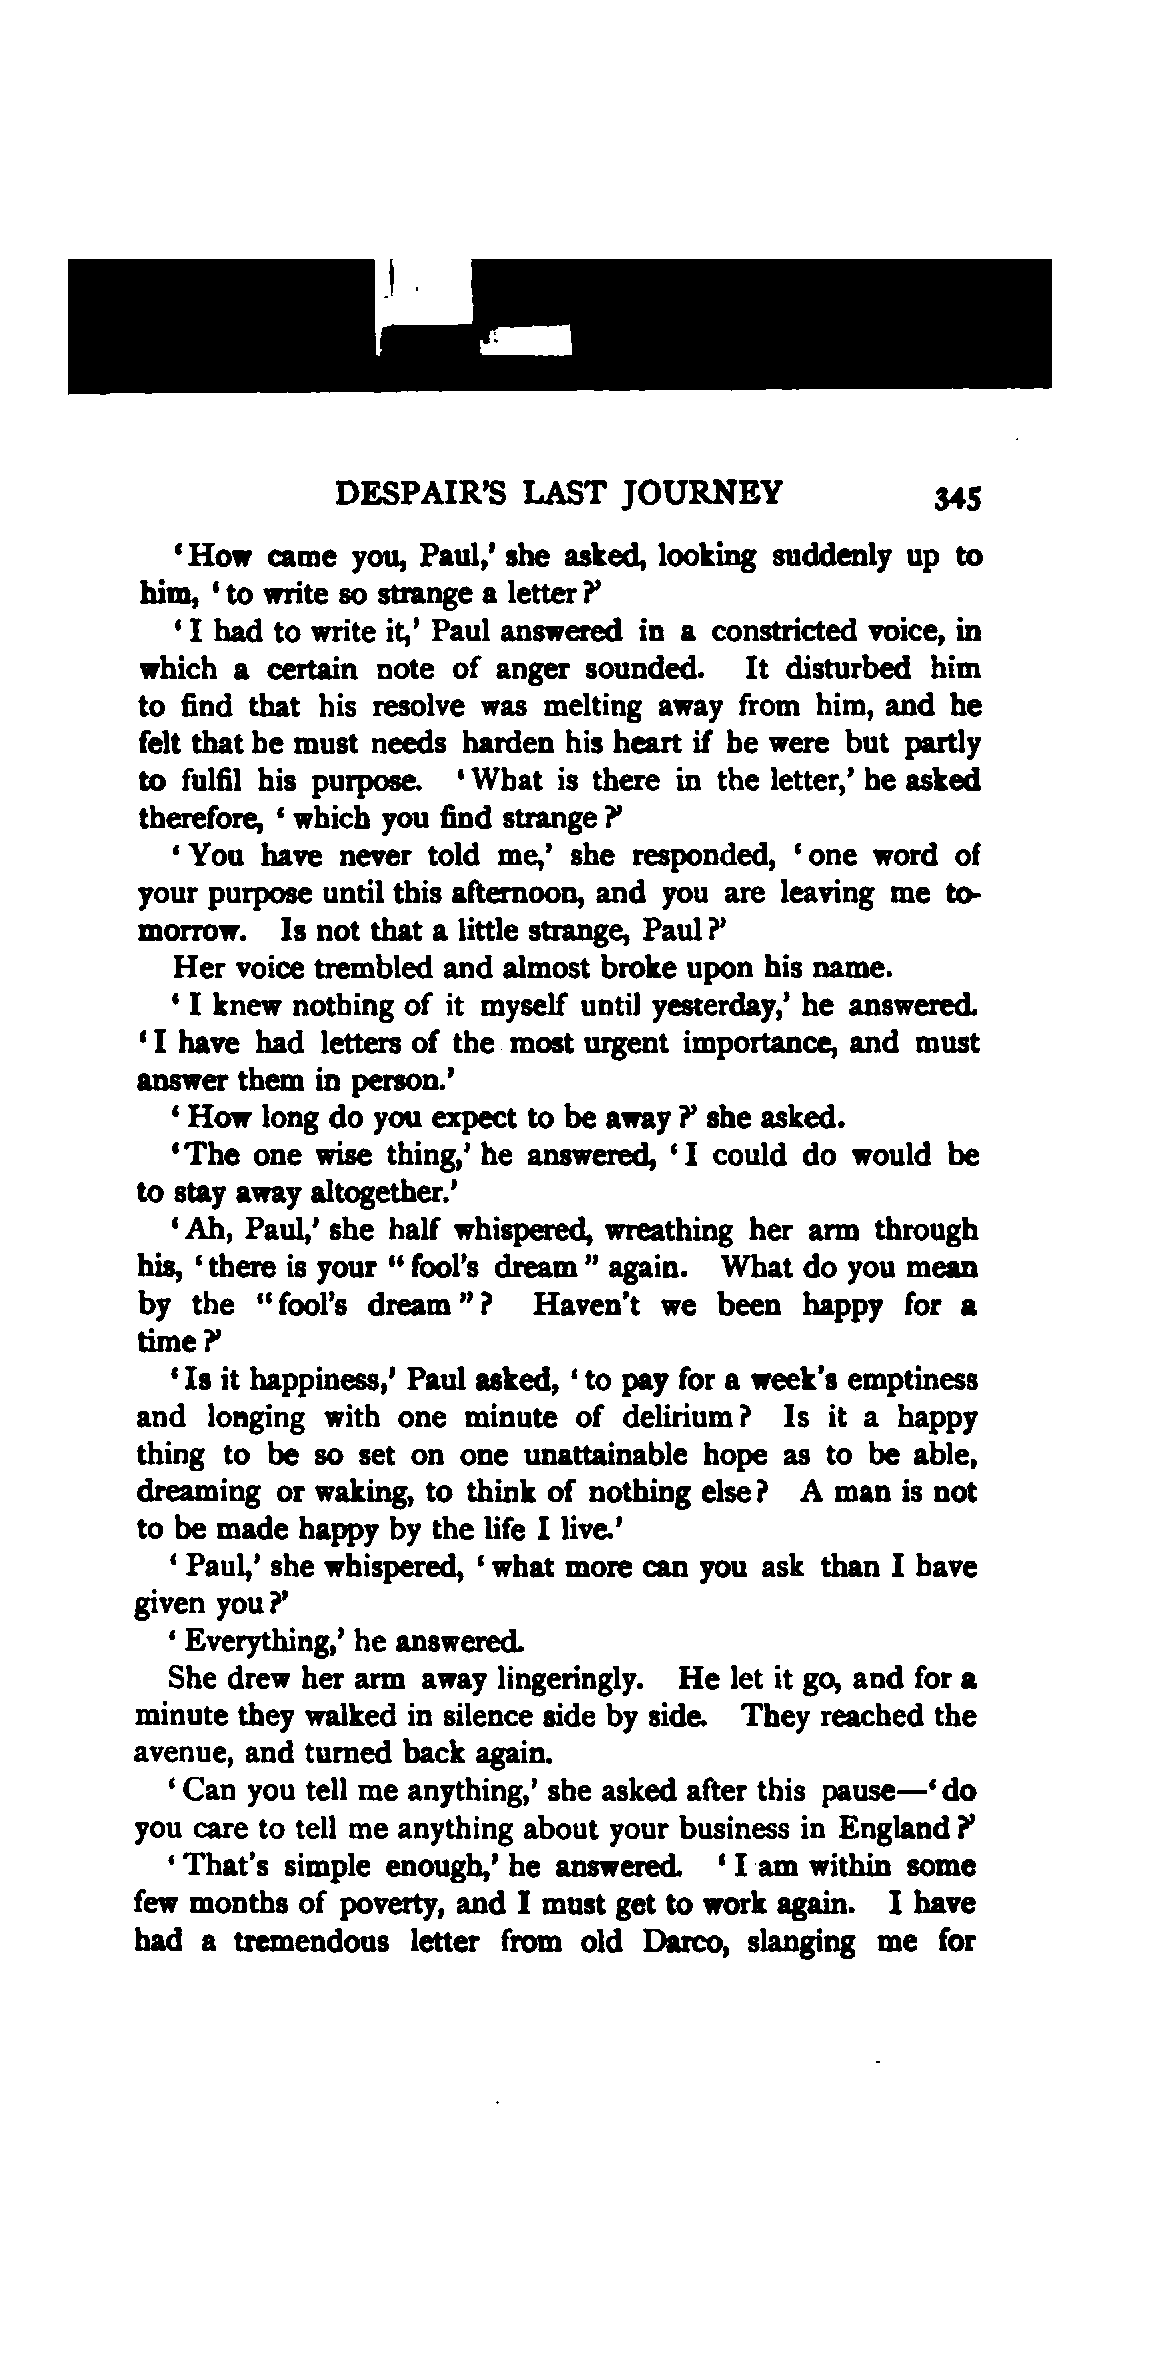 DESPAIR'S LAST JOURNEY 345
‘How came you, Paul,’ she asked, looking suddenly up to
him, ‘to write so strange a letter?’
‘I had to write it,’ Paul answered in a constricted voice, in
which a certain note of anger sounded. It disturbed him
to find that his resolve was melting away from him, and he
felt that he must needs harden his heart if he were but partly
to fulfil his purpose. ‘What is there in the letter,’ he asked
therefore, ‘which you find strange?’
‘You have never told me,’ she responded, ‘one word of
your purpose until this afternoon, and you are leaving me to-
morrow. Is not that a little strange, Paul?’
Her voice trembled and almost broke upon his name.
‘I knew nothing of it myself until yesterday,’ he answered.
‘I have had letters of the most urgent importance, and must
answer them in person.’
‘How long do you expect to be away?’ she asked.
‘The one wise thing,’ he answered, ‘I could do would be
to stay away altogether.’
‘Ah, Paul,’ she half whispered, wreathing her arm through
his, ‘there is your “fool's dream” again. What do you mean
by the “fool's dream”? Haven't we been happy for a
time?’
‘Is it happiness,’ Paul asked, ‘to pay for a week's emptiness
and longing with one minute of delirium? Is it a happy
thing to be so set on one unattainable hope as to be able,
dreaming or waking, to think of nothing else? A man is not
to be made happy by the life I live.’
‘Paul,’ she whispered, ‘what more can you ask than I have
given you?’
‘Everything,’ he answered.
She drew her arm away lingeringly. He let it go, and for a
minute they walked in silence side by side. They reached the
avenue, and turned back again.
‘Can you tell me anything,’ she asked after this pause—‘do
you care to tell me anything about your business in England?’
‘That's simple enough,’ he answered. ‘I am within some
few months of poverty, and I must get to work again. I have
had a tremendous letter from old Darco, slanging me for